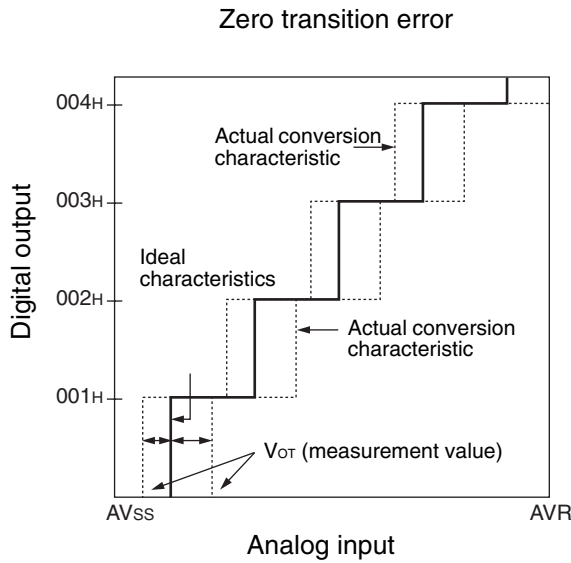 Zero transition error
004H
Actual conversion
characteristic
003H
Ideal
characteristics
002H
Actual conversion
characteristic
001H
VOT (measurement value)
AVSS
AVR
Analog input
Digital output